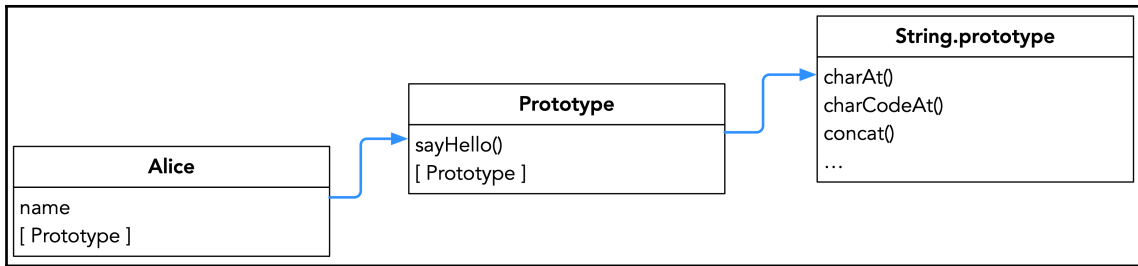 Alice
name
[ Prototype ]
Prototype
sayHello()
[ Prototype ]
String.prototype
charAt()
charCodeAt()
concat()
...